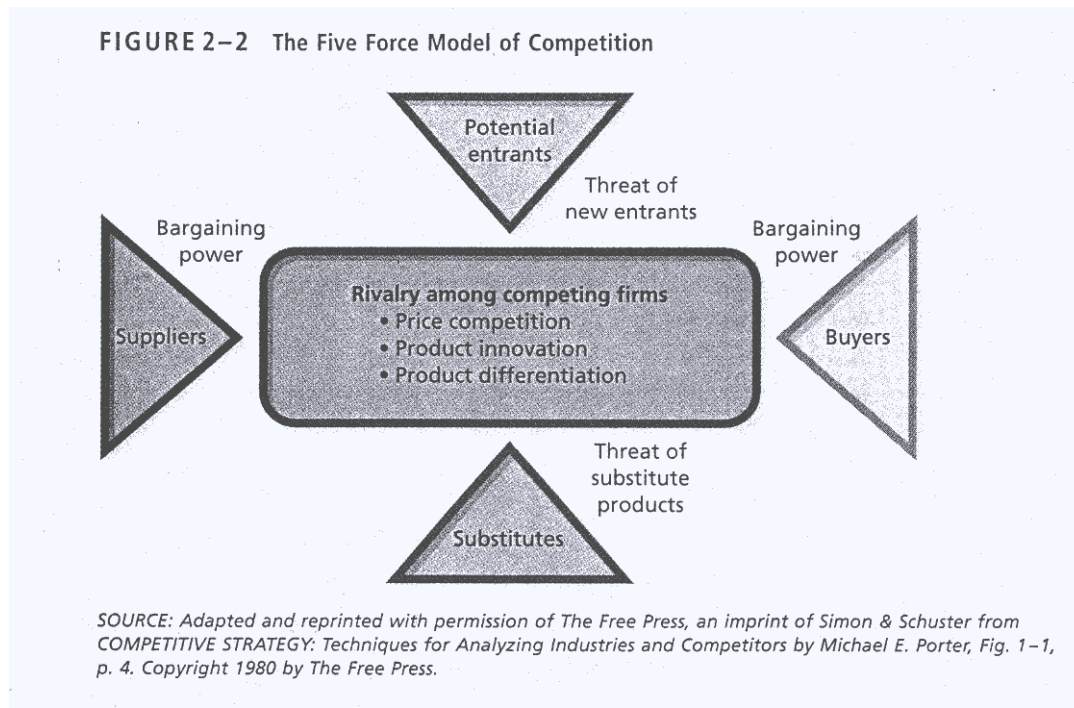 FIGURE 2–2 The Five Force Model of Competition
Potential
entrants
Threat of
new entrants
Bargaining
power
Suppliers
Rivalry among competing firms
• Price competition
• Product innovation
• Product differentiation
Bargaining
power
Buyers
Threat of
substitute
products
Substitutes
SOURCE: Adapted and reprinted with permission of The Free Press, an imprint of Simon & Schuster from
COMPETITIVE STRATEGY: Techniques for Analyzing Industries and Competitors by Michael E. Porter, Fig. 1–1,
p. 4. Copyright 1980 by The Free Press.